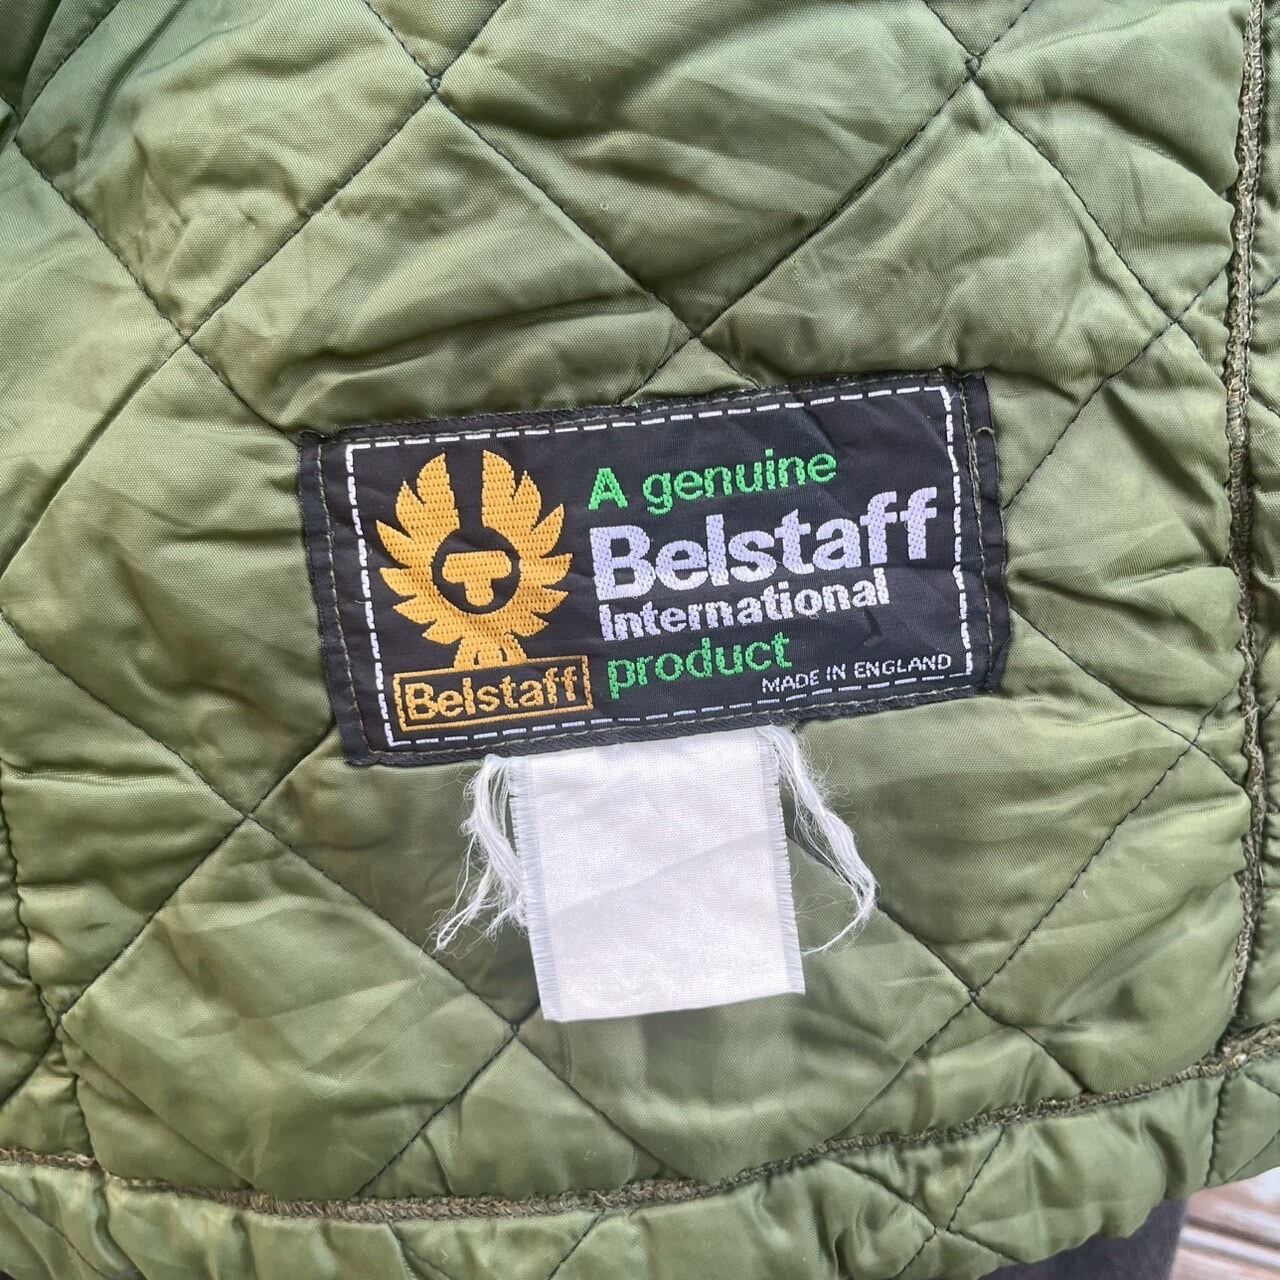 A genuine
Belstaff
International
product
MADE IN ENGLAND
Belstaff